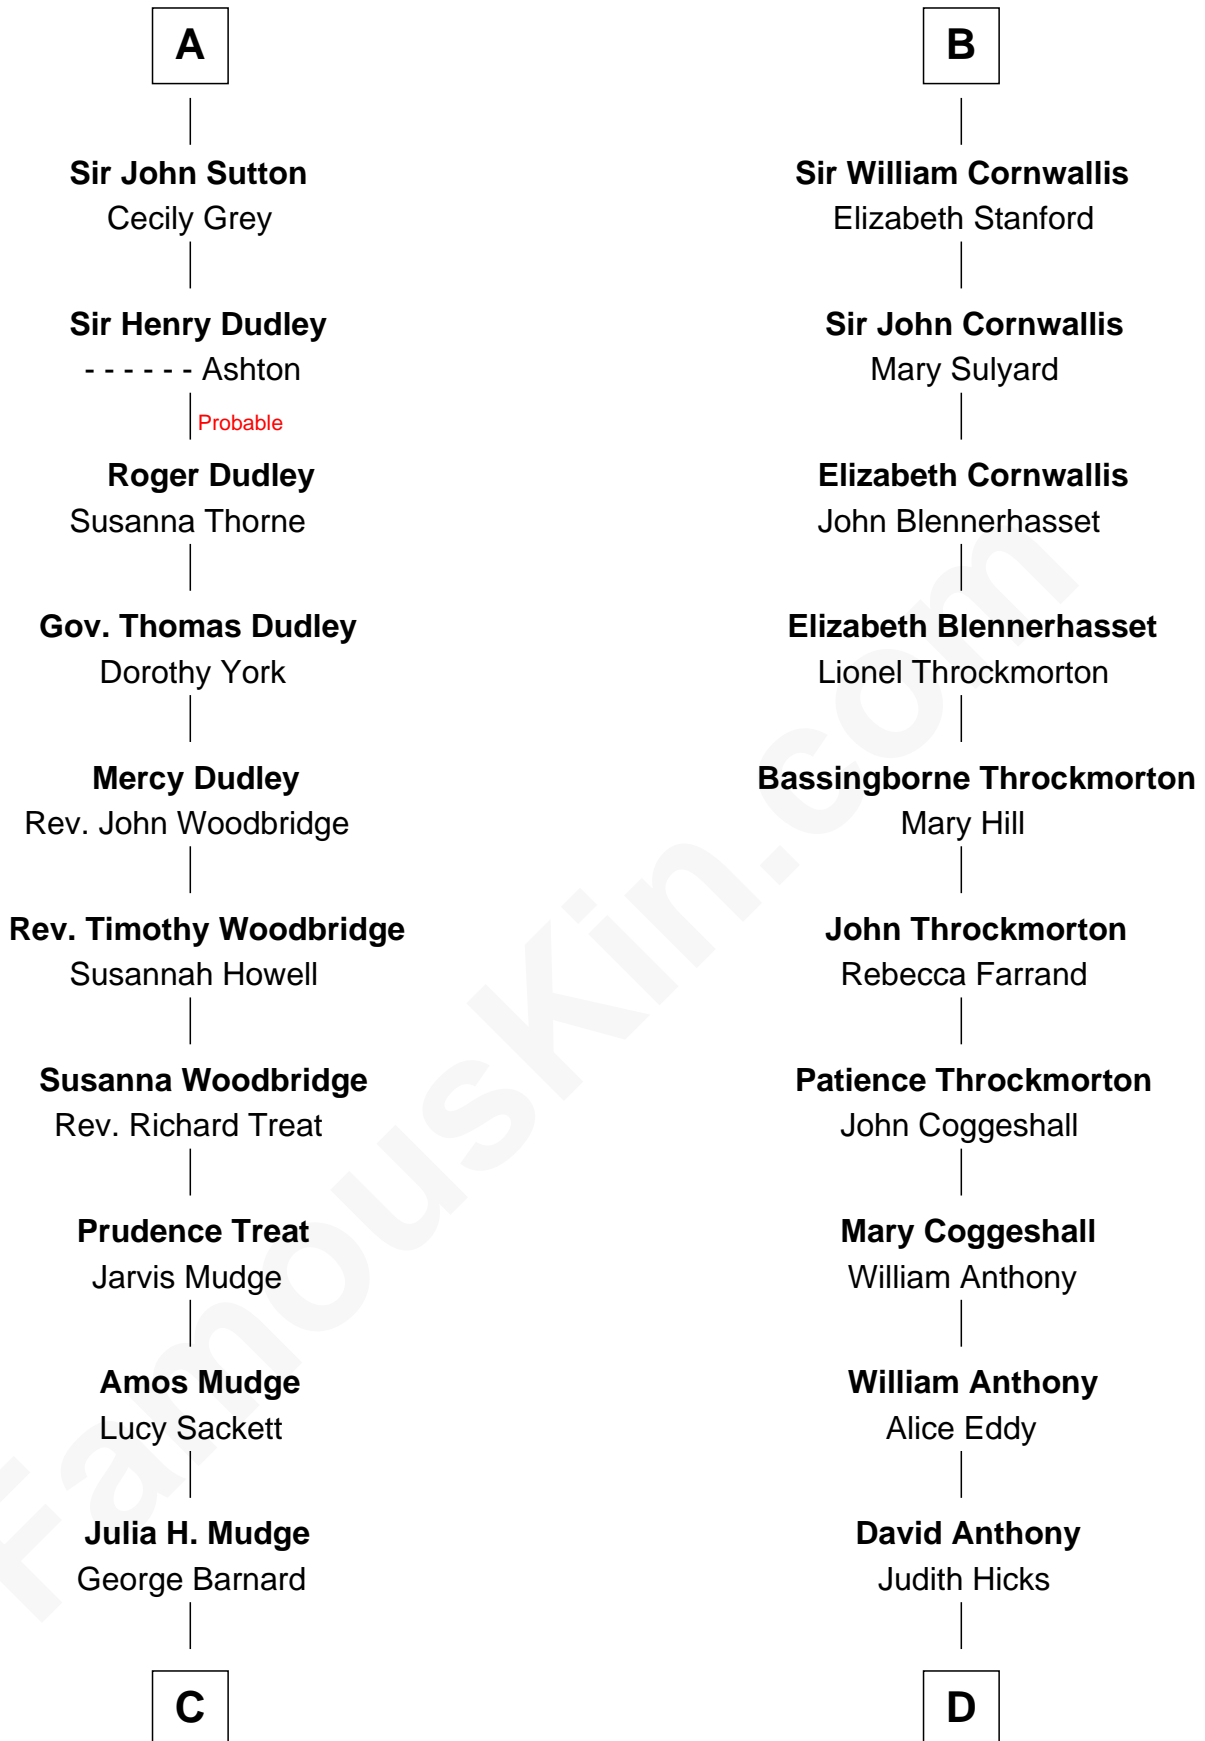 A
Sir John Sutton
Cecily Grey
Sir Henry Dudley
- - - - - - Ashton
Probable
Roger Dudley
Susanna Thorne
Gov. Thomas Dudley
Dorothy York
Mercy Dudley
Rev. John Woodbridge
Rev. Timothy Woodbridge
Susannah Howell
Susanna Woodbridge
Rev. Richard Treat
Prudence Treat
Jarvis Mudge
Amos Mudge
Lucy Sackett
Julia H. Mudge
George Barnard
C
B
Sir William Cornwallis
Elizabeth Stanford
Sir John Cornwallis
Mary Sulyard
Elizabeth Cornwallis
John Blennerhasset
Elizabeth Blennerhasset
Lionel Throckmorton
Bassingborne Throckmorton
Mary Hill
John Throckmorton
Rebecca Farrand
Patience Throckmorton
John Coggeshall
Mary Coggeshall
William Anthony
William Anthony
Alice Eddy
David Anthony
Judith Hicks
D
FamousKin.com